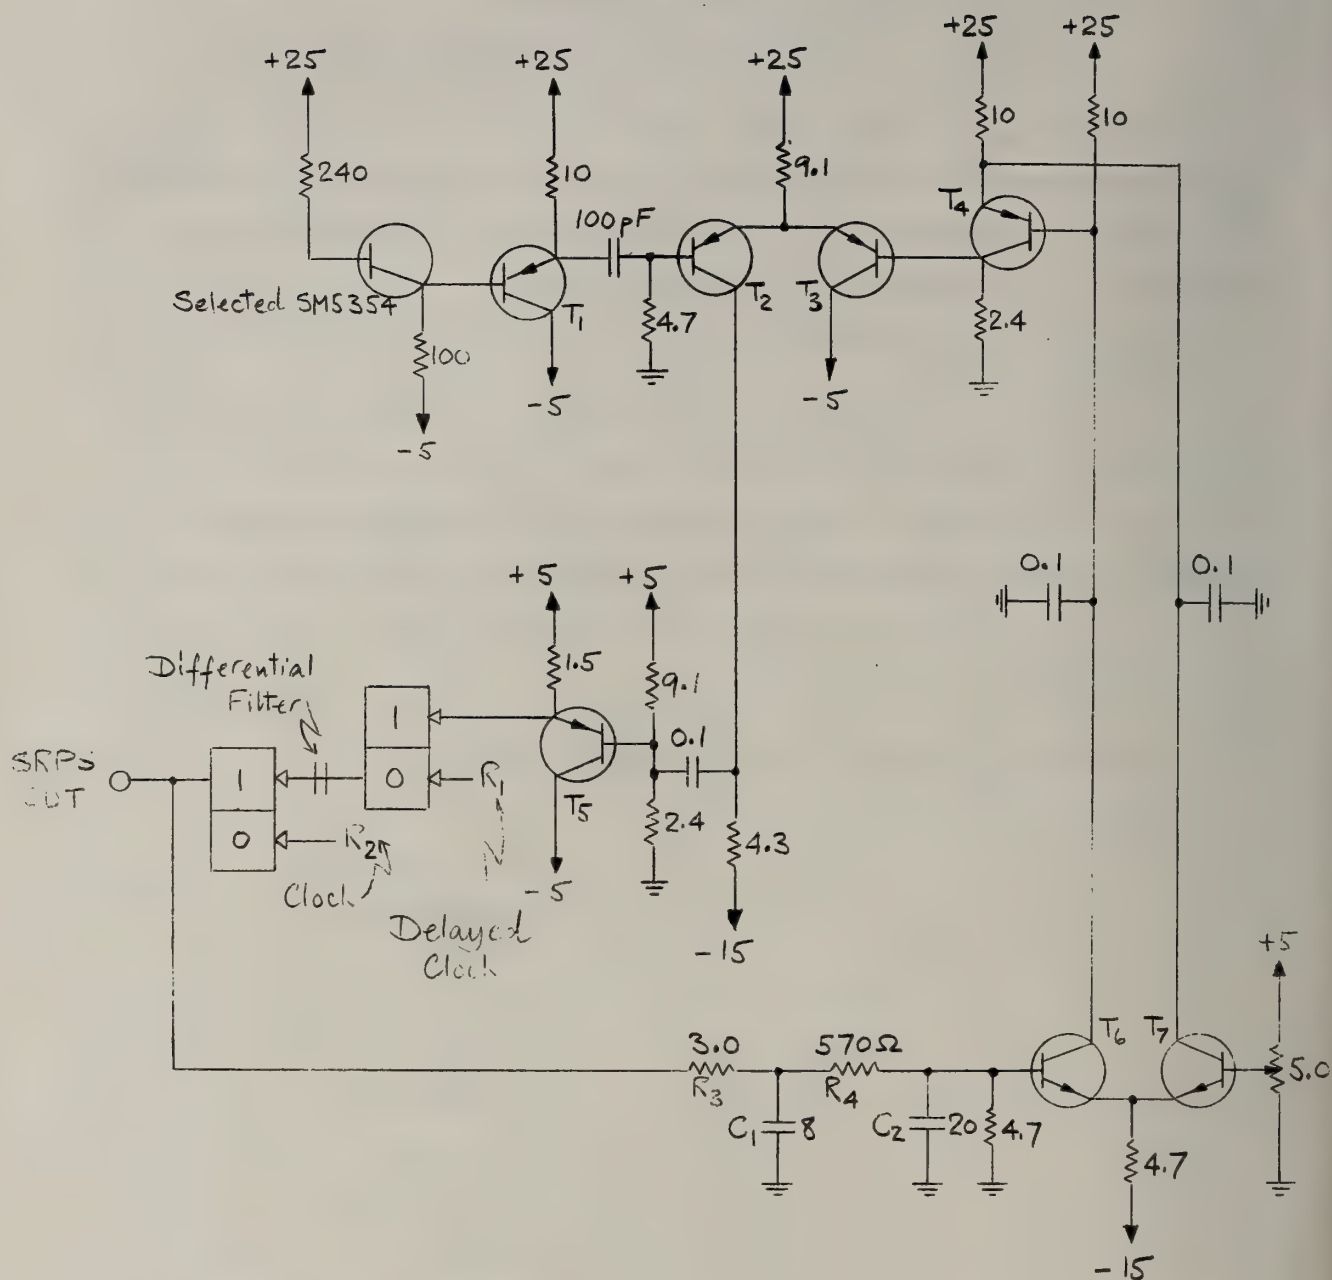 +25
+25
+25
+25
+25
240
10
9.1
10
10
100pF
T4
Selected SM5354
T1
4.7
T2
T3
2.4
100
-5
-5
-5
0.1
0.1
+5
+5
1.5
9.1
Differential
Filter
1
0.1
SRPs
OUT
1
0
R1
T5
2.4
4.3
0
R2
Clock
-5
Delayed
Clock
-15
+5
T6
T7
3.0
570Ω
5.0
R3
R4
C1
8
C2
20
4.7
4.7
-15